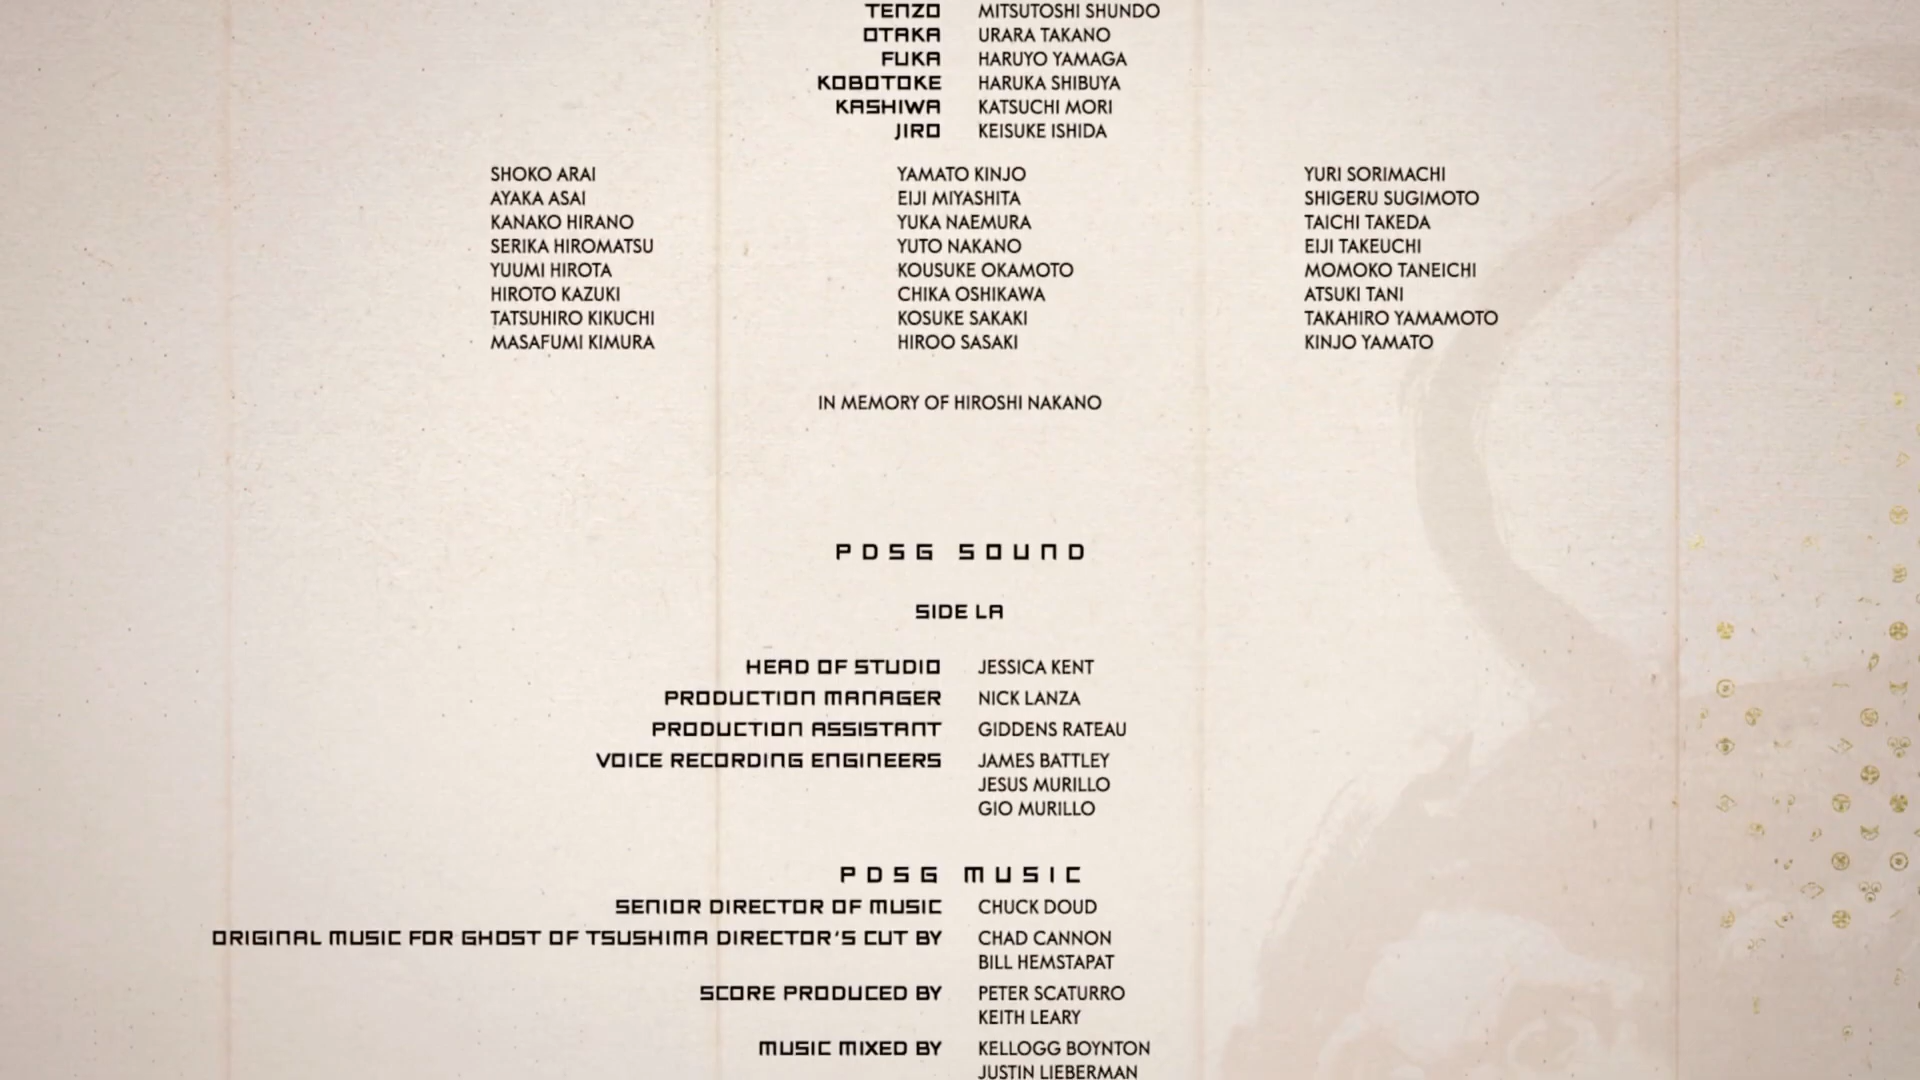 TENZO MITSUTOSHI SHUNDO
OTAKA URARA TAKANO
FUKA HARUYO YAMAGA
KOBOTOKE HARUKA SHIBUYA
KASHIWA KATSUCHI MORI
JIRO KEISUKE ISHIDA
SHOKO ARAI YAMATO KINJO YURI SORIMACHI
AYAKA ASAI EIJI MIYASHITA SHIGERU SUGIMOTO
KANAKO HIRANO YUKA NAEMURA TAICHI TAKEDA
SERIKA HIROMATSU YUTO NAKANO EIJI TAKEUCHI
YUUMI HIROTA KOUSUKE OKAMOTO MOMOKO TANEICHI
HIROTO KAZUKI CHIKA OSHIKAWA ATSUKI TANI
TATSUHIRO KIKUCHI KOSUKE SAKAKI TAKAHIRO YAMAMOTO
MASAFUMI KIMURA HIROO SASAKI KINJO YAMATO
IN MEMORY OF HIROSHI NAKANO
PDSG SOUND
SIDE LA
HEAD OF STUDIO JESSICA KENT
PRODUCTION MANAGER NICK LANZA
PRODUCTION ASSISTANT GIDDENS RATEAU
VOICE RECORDING ENGINEERS JAMES BATTLEY
JESUS MURILLO
GIO MURILLO
PDSG MUSIC
SENIOR DIRECTOR OF MUSIC CHUCK DOUD
ORIGINAL MUSIC FOR GHOST OF TSUSHIMA DIRECTOR'S CUT BY CHAD CANNON
BILL HEMSTAPAT
SCORE PRODUCED BY PETER SCATURRO
KEITH LEARY
MUSIC MIXED BY KELLOGG BOYNTON
JUSTIN LIEBERMAN